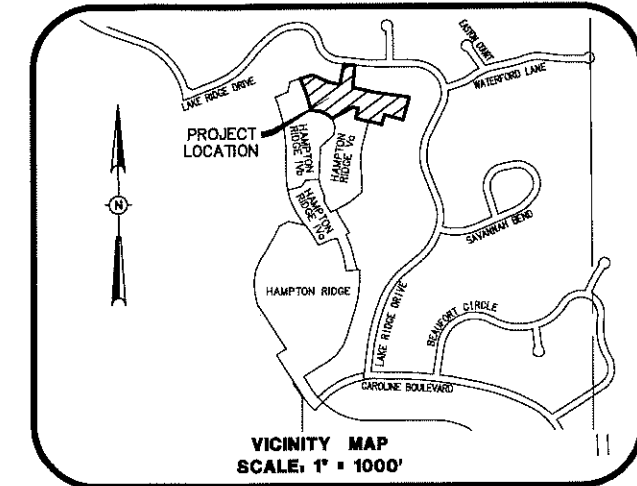 EASTON COURT
WATERFORD LANE
LAKE RIDGE DRIVE
PROJECT
LOCATION
HAMPTON
RIDGE IVb
HAMPTON
RIDGE Va
HAMPTON
RIDGE IVa
N
SAVANNAH BEND
HAMPTON RIDGE
LAKE RIDGE DRIVE
BEAUFORT CIRCLE
CAROLINE BOULEVARD
VICINITY MAP
SCALE: 1" = 1000'